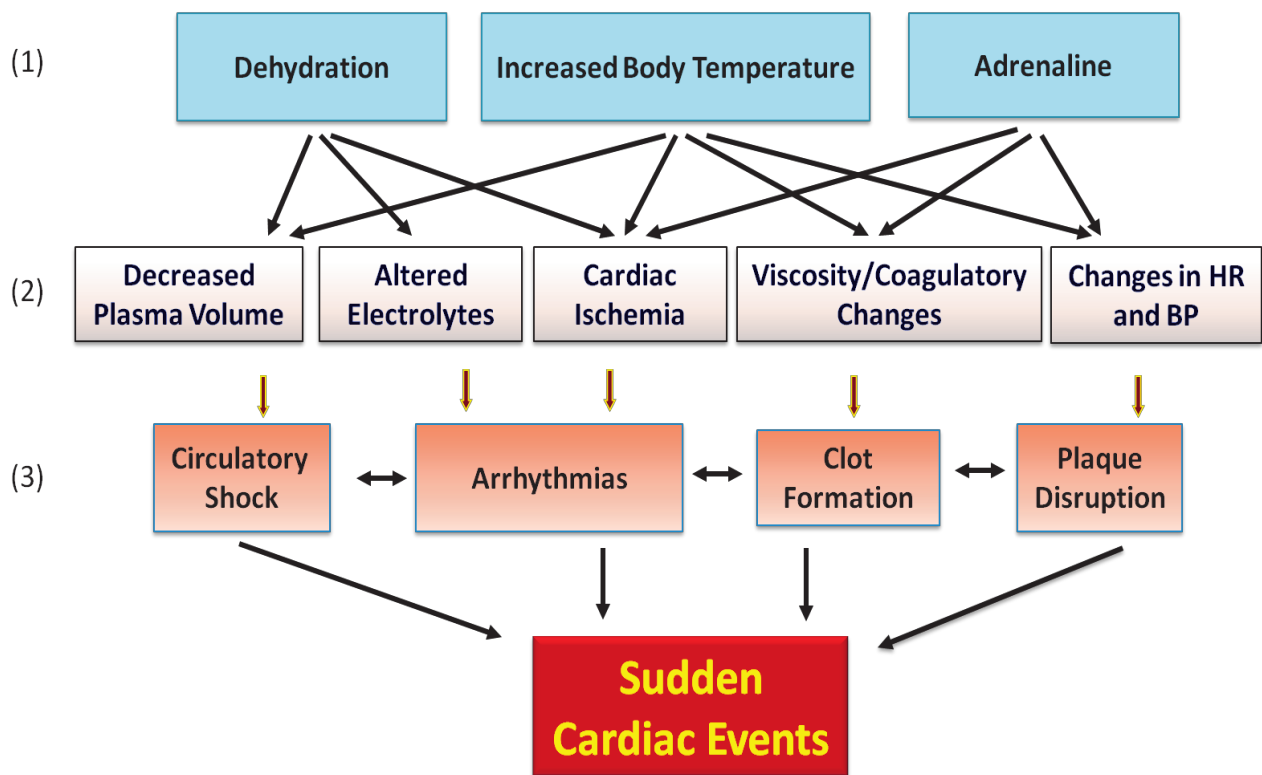 (1)
Dehydration
Increased Body Temperature
Adrenaline
(2)
Decreased
Plasma Volume
Altered
Electrolytes
Cardiac
Ischemia
Viscosity/Coagulatory
Changes
Changes in HR
and BP
(3)
Circulatory
Shock
Arrhythmias
Clot
Formation
Plaque
Disruption
Sudden
Cardiac Events